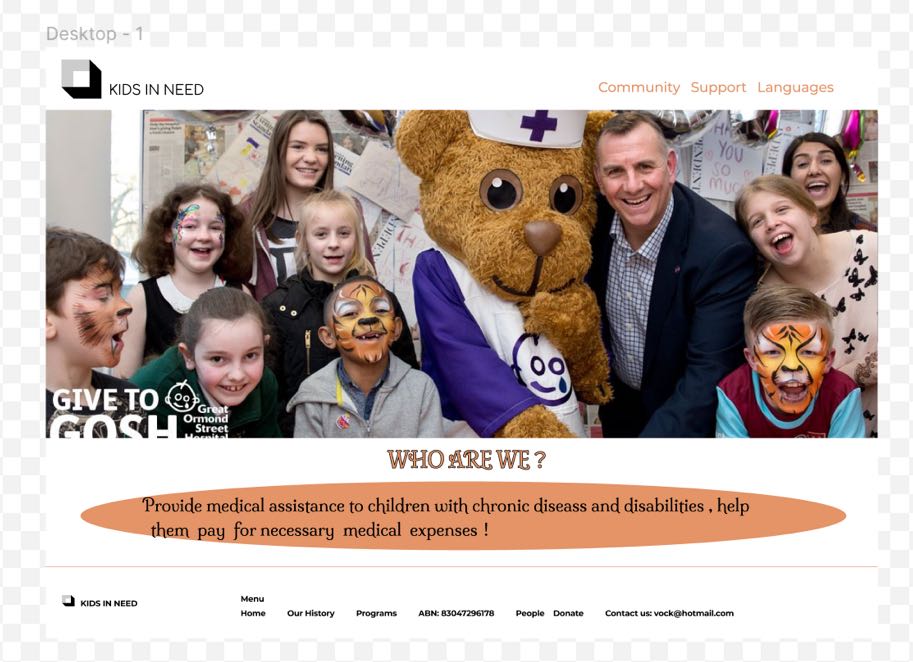 Desktop - 1
KIDS IN NEED
Community Support Languages
HANK
YOU
SO
MUCH
GIVE TO
GOSH
Great
Ormond
Street
Hospital
WHO ARE WE ?
Provide medical assistance to children with chronic diseass and disabilities , help
them pay for necessary medical expenses !
KIDS IN NEED
Menu
Home Our History Programs ABN: 83047296178 People Donate Contact us: vock@hotmail.com